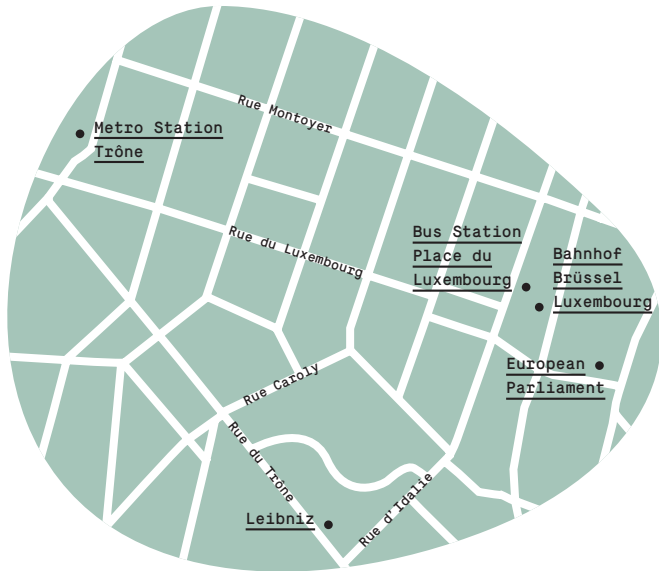 Rue Montoyer
Metro Station
Trône
Rue du Luxembourg
Bus Station
Place du
Luxembourg
Bahnhof
Brüssel
Luxembourg
European
Parliament
Rue Caroly
Rue du Trône
Rue d'Idalie
Leibniz